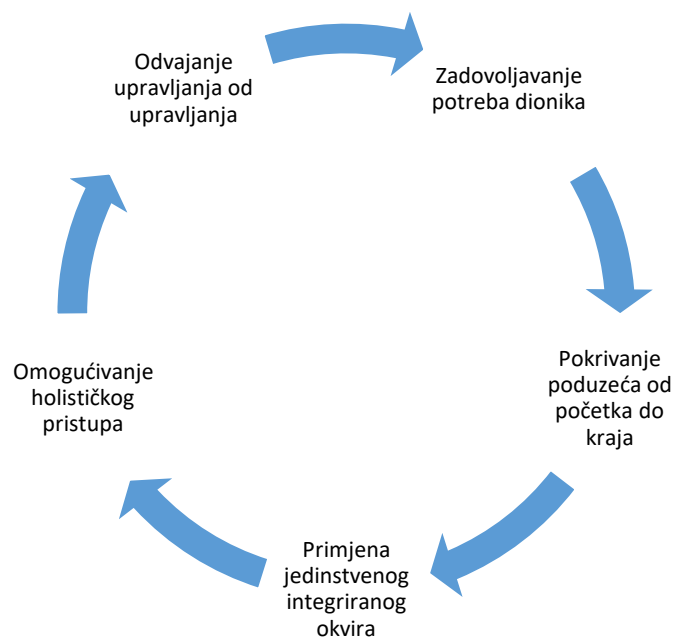 Odvajanje
upravljanja od
upravljanja
Zadovoljavanje
potreba dionika
Pokrivanje
poduzeća od
početka do
kraja
Primjena
jedinstvenog
integriranog
okvira
Omogućivanje
holističkog
pristupa